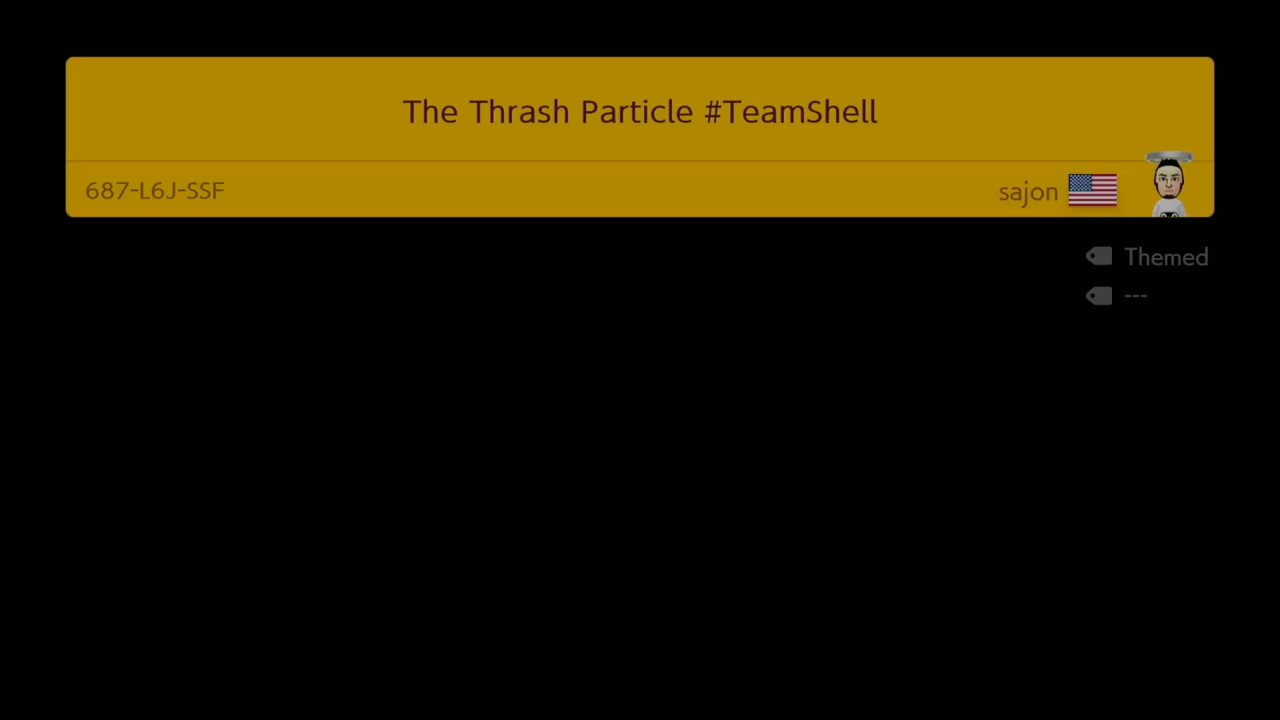 The Thrash Particle #TeamShell
687-L6J-SSF
sajon
Themed
---